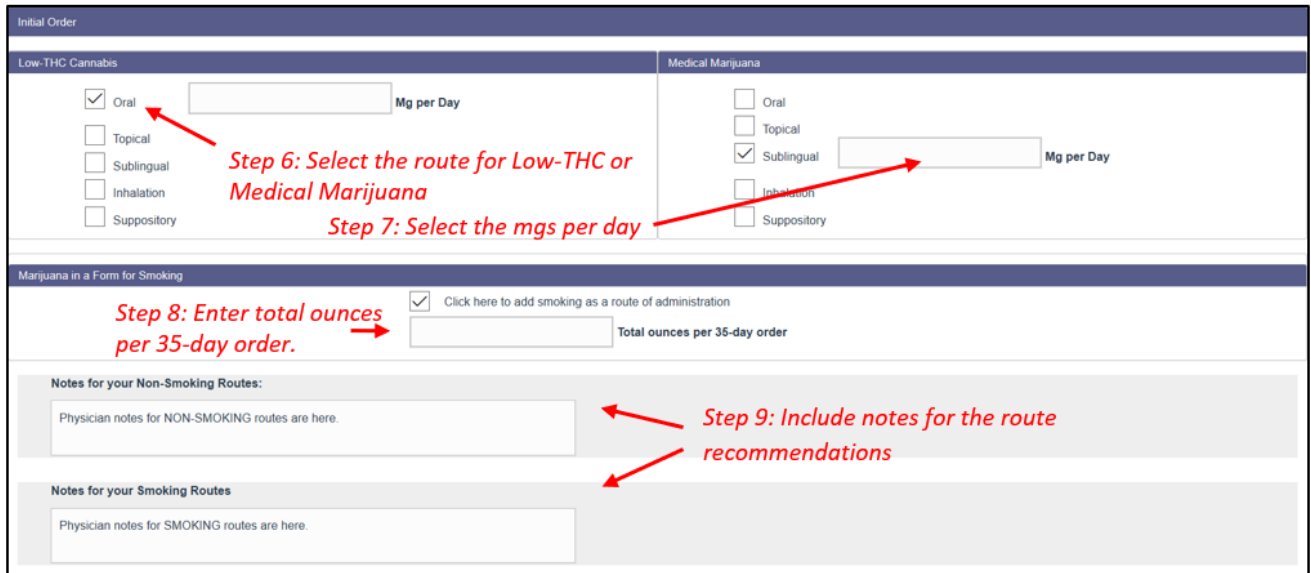 Initial Order
Low-THC Cannabis
Oral Mg per Day
Topical
Sublingual
Inhalation
Suppository
Step 6: Select the route for Low-THC or
Medical Marijuana
Step 7: Select the mgs per day
Medical Marijuana
Oral
Topical
Sublingual Mg per Day
Inhalation
Suppository
Marijuana in a Form for Smoking
Click here to add smoking as a route of administration
Step 8: Enter total ounces
per 35-day order.
Total ounces per 35-day order
Notes for your Non-Smoking Routes:
Physician notes for NON-SMOKING routes are here.
Step 9: Include notes for the route
recommendations
Notes for your Smoking Routes
Physician notes for SMOKING routes are here.